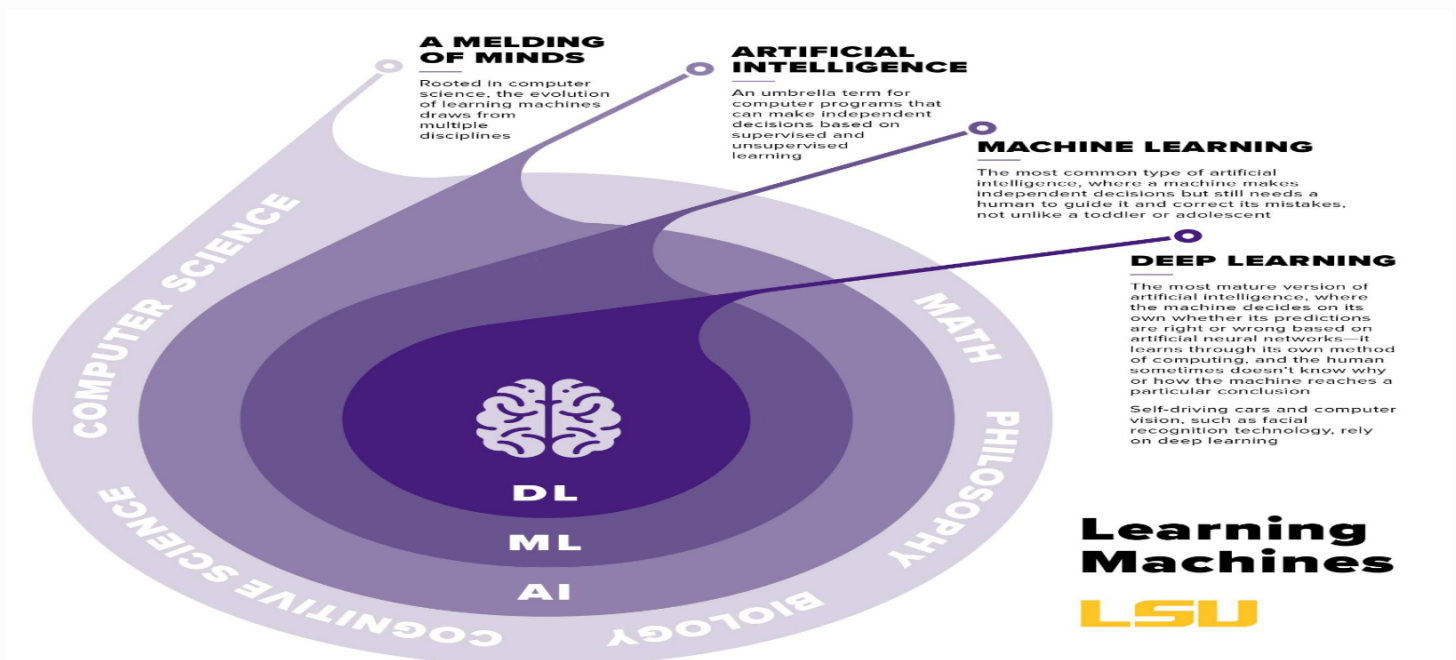 A MELDING
OF MINDS
Rooted in computer
science, the evolution
of learning machines
draws from
multiple
disciplines
ARTIFICIAL
INTELLIGENCE
An umbrella term for
computer programs that
can make independent
decisions based on
supervised and
unsupervised
learning
MACHINE LEARNING
The most common type of artificial
intelligence, where a machine makes
independent decisions but still needs a
human to guide it and correct its mistakes,
not unlike a toddler or adolescent
DEEP LEARNING
The most mature version of
artificial intelligence, where
the machine decides on its
own whether its predictions
are right or wrong based on
artificial neural networks—it
learns through its own method
of computing, and the human
sometimes doesn't know why
or how the machine reaches a
particular conclusion
Self-driving cars and computer
vision, such as facial
recognition technology, rely
on deep learning
COMPUTER SCIENCE
MATH
PHILOSOPHY
BIOLOGY
COGNITIVE SCIENCE
DL
ML
AI
Learning
Machines
LSU